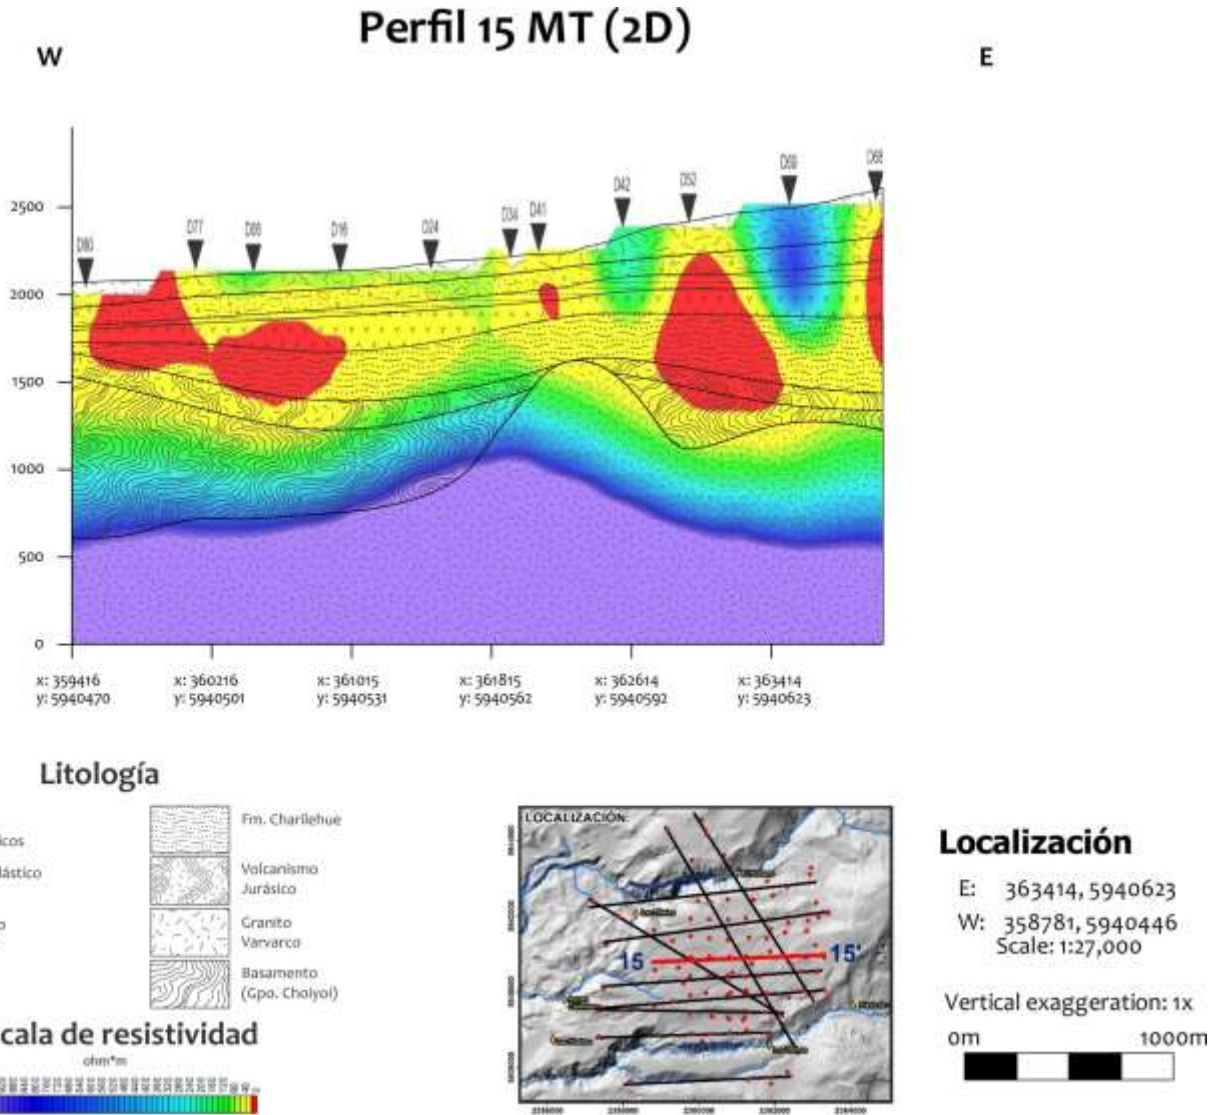 Perfil 15 MT (2D)
W
E
D80
D77
D16
D24
D34
D41
D42
D52
D68
2500
2000
1500
1000
500
0
x: 359416
y: 5940470
x: 360216
y: 5940501
x: 361015
y: 5940531
x: 361815
y: 5940562
x: 362614
y: 5940592
x: 363414
y: 5940623
Litología
icos
lástico
Fm. Charilehue
Volcanismo
Jurásico
Granito
Varvarco
Basamento
(Gpo. Choiyoi)
cala de resistividad
ohm*m
LOCALIZACIÓN:
15
15'
Localización
E: 363414, 5940623
W: 358781, 5940446
Scale: 1:27,000
Vertical exaggeration: 1x
0m
1000m